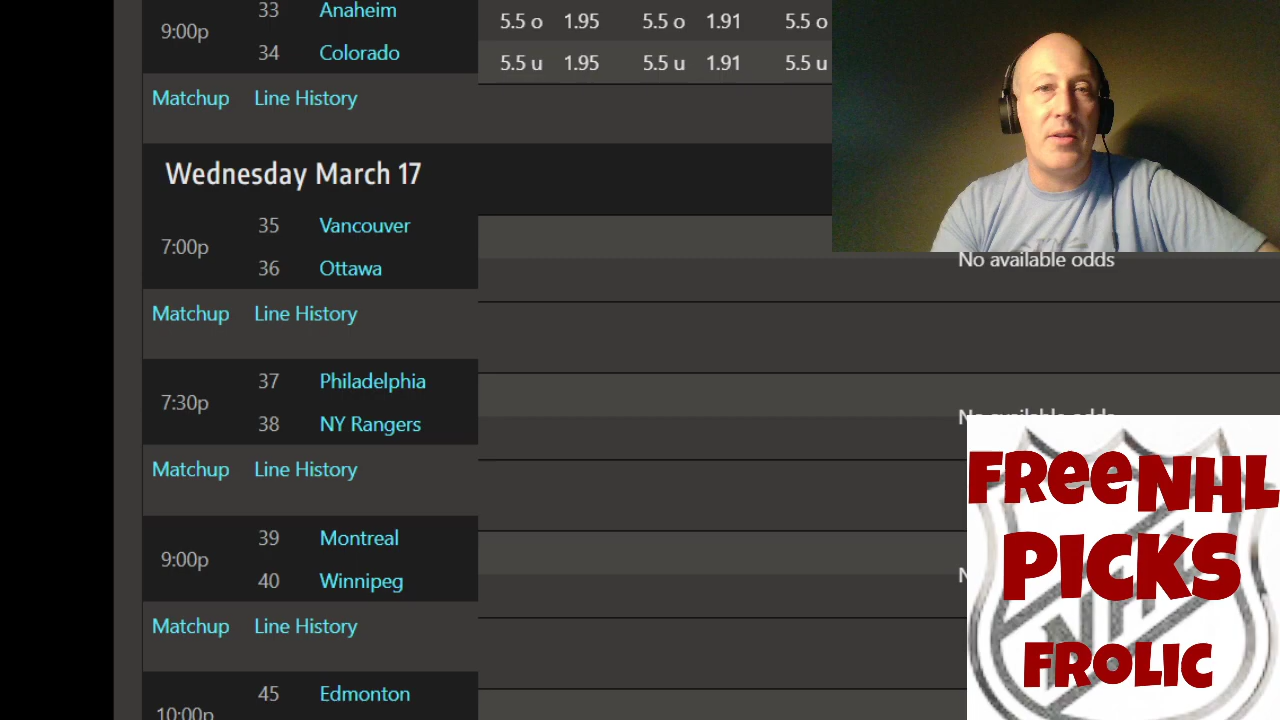 9:00p 33 Anaheim 5.5 o 1.95 5.5 o 1.91 5.5 o
34 Colorado 5.5 u 1.95 5.5 u 1.91 5.5 u
Matchup Line History
Wednesday March 17
7:00p 35 Vancouver
36 Ottawa No available odds
Matchup Line History
7:30p 37 Philadelphia
38 NY Rangers
Matchup Line History
9:00p 39 Montreal
40 Winnipeg
Matchup Line History
10:00p 45 Edmonton
FRee NHL
PICKS
FROLIC
NHL